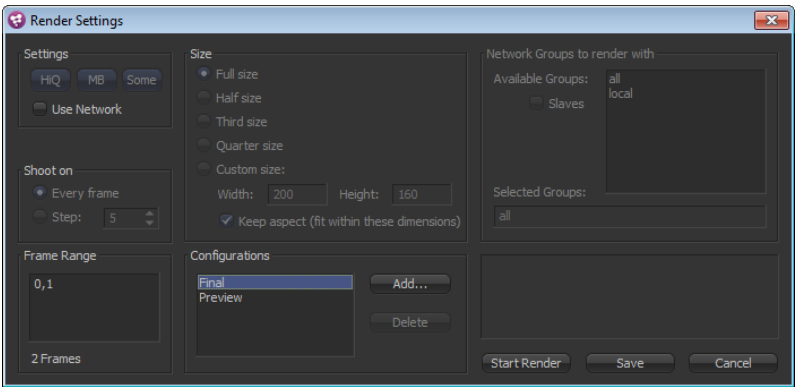 Render Settings
Settings
HiQ MB Some
Use Network
Shoot on
Every frame
Step: 5
Frame Range
0,1
2 Frames
Size
Full size
Half size
Third size
Quarter size
Custom size:
Width: 200 Height: 160
Keep aspect (fit within these dimensions)
Configurations
Final
Preview
Add...
Delete
Network Groups to render with
Available Groups:
Slaves
all
local
Selected Groups:
all
Start Render Save Cancel